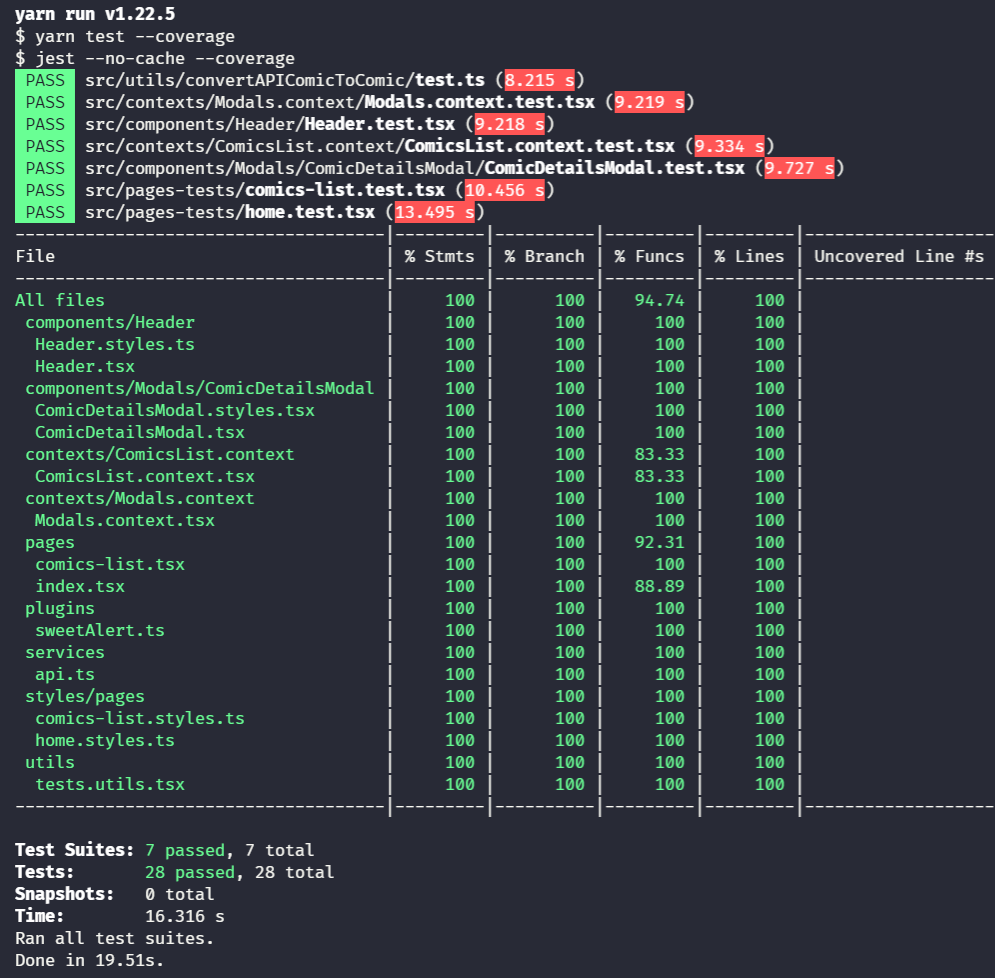 yarn run v1.22.5
$ yarn test --coverage
$ jest --no-cache --coverage
PASS src/utils/convertAPIComicToComic/test.ts (8.215 s)
PASS src/contexts/Modals.context/Modals.context.test.tsx (9.219 s)
PASS src/components/Header/Header.test.tsx (9.218 s)
PASS src/contexts/ComicsList.context/ComicsList.context.test.tsx (9.334 s)
PASS src/components/Modals/ComicDetailsModal/ComicDetailsModal.test.tsx (9.727 s)
PASS src/pages-tests/comics-list.test.tsx (10.456 s)
PASS src/pages-tests/home.test.tsx (13.495 s)
-------------------------------------|---------|----------|---------|---------|-------------------
File                                 | % Stmts | % Branch | % Funcs | % Lines | Uncovered Line #s
-------------------------------------|---------|----------|---------|---------|-------------------
All files                            |     100 |      100 |   94.74 |     100 |
 components/Header                   |     100 |      100 |     100 |     100 |
  Header.styles.ts                   |     100 |      100 |     100 |     100 |
  Header.tsx                         |     100 |      100 |     100 |     100 |
 components/Modals/ComicDetailsModal |     100 |      100 |     100 |     100 |
  ComicDetailsModal.styles.tsx       |     100 |      100 |     100 |     100 |
  ComicDetailsModal.tsx              |     100 |      100 |     100 |     100 |
 contexts/ComicsList.context         |     100 |      100 |   83.33 |     100 |
  ComicsList.context.tsx             |     100 |      100 |   83.33 |     100 |
 contexts/Modals.context             |     100 |      100 |     100 |     100 |
  Modals.context.tsx                 |     100 |      100 |     100 |     100 |
 pages                               |     100 |      100 |   92.31 |     100 |
  comics-list.tsx                    |     100 |      100 |     100 |     100 |
  index.tsx                          |     100 |      100 |   88.89 |     100 |
 plugins                             |     100 |      100 |     100 |     100 |
  sweetAlert.ts                      |     100 |      100 |     100 |     100 |
 services                            |     100 |      100 |     100 |     100 |
  api.ts                             |     100 |      100 |     100 |     100 |
 styles/pages                        |     100 |      100 |     100 |     100 |
  comics-list.styles.ts              |     100 |      100 |     100 |     100 |
  home.styles.ts                     |     100 |      100 |     100 |     100 |
 utils                               |     100 |      100 |     100 |     100 |
  tests.utils.tsx                    |     100 |      100 |     100 |     100 |
-------------------------------------|---------|----------|---------|---------|-------------------
Test Suites: 7 passed, 7 total
Tests:       28 passed, 28 total
Snapshots:   0 total
Time:        16.316 s
Ran all test suites.
Done in 19.51s.